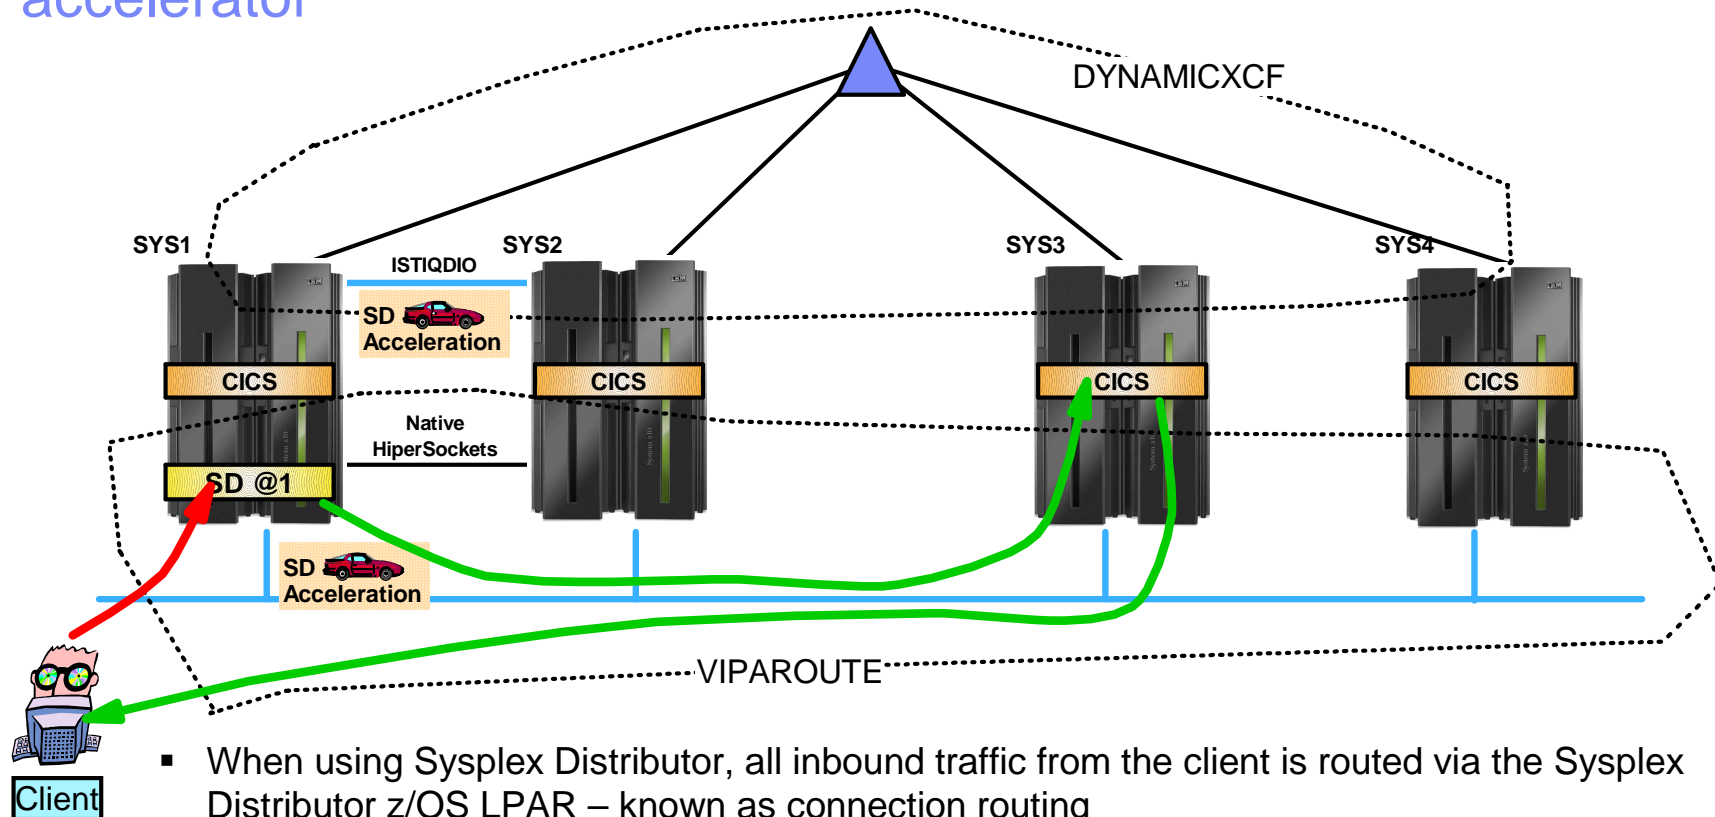 accelerator
DYNAMICXCF
SYS1
SYS2
SYS3
SYS4
ISTIQDIO
SD
Acceleration
CICS
CICS
CICS
CICS
Native
HiperSockets
SD @1
SD
Acceleration
VIPAROUTE
Client
▪ When using Sysplex Distributor, all inbound traffic from the client is routed via the Sysplex
Distributor z/OS LPAR – known as connection routing